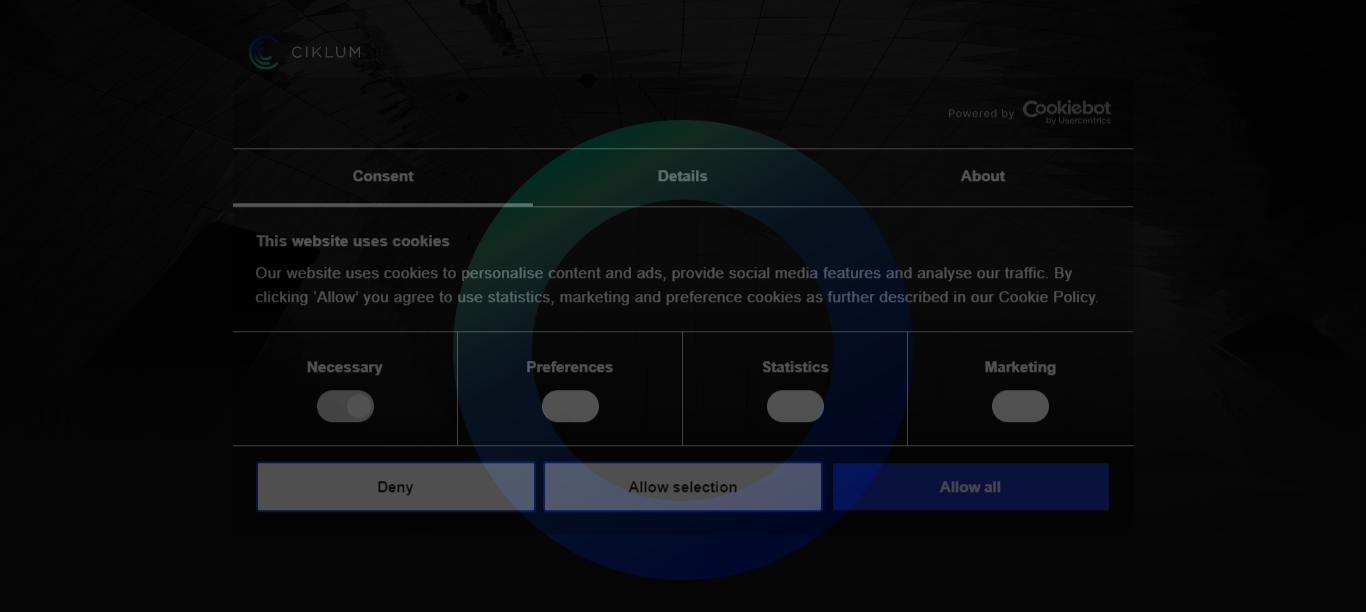 CIKLUM
Powered by Cookiebot
by Usercentrics
Consent
Details
About
This website uses cookies
Our website uses cookies to personalise content and ads, provide social media features and analyse our traffic. By
clicking 'Allow' you agree to use statistics, marketing and preference cookies as further described in our Cookie Policy.
Necessary
Preferences
Statistics
Marketing
Deny
Allow selection
Allow all